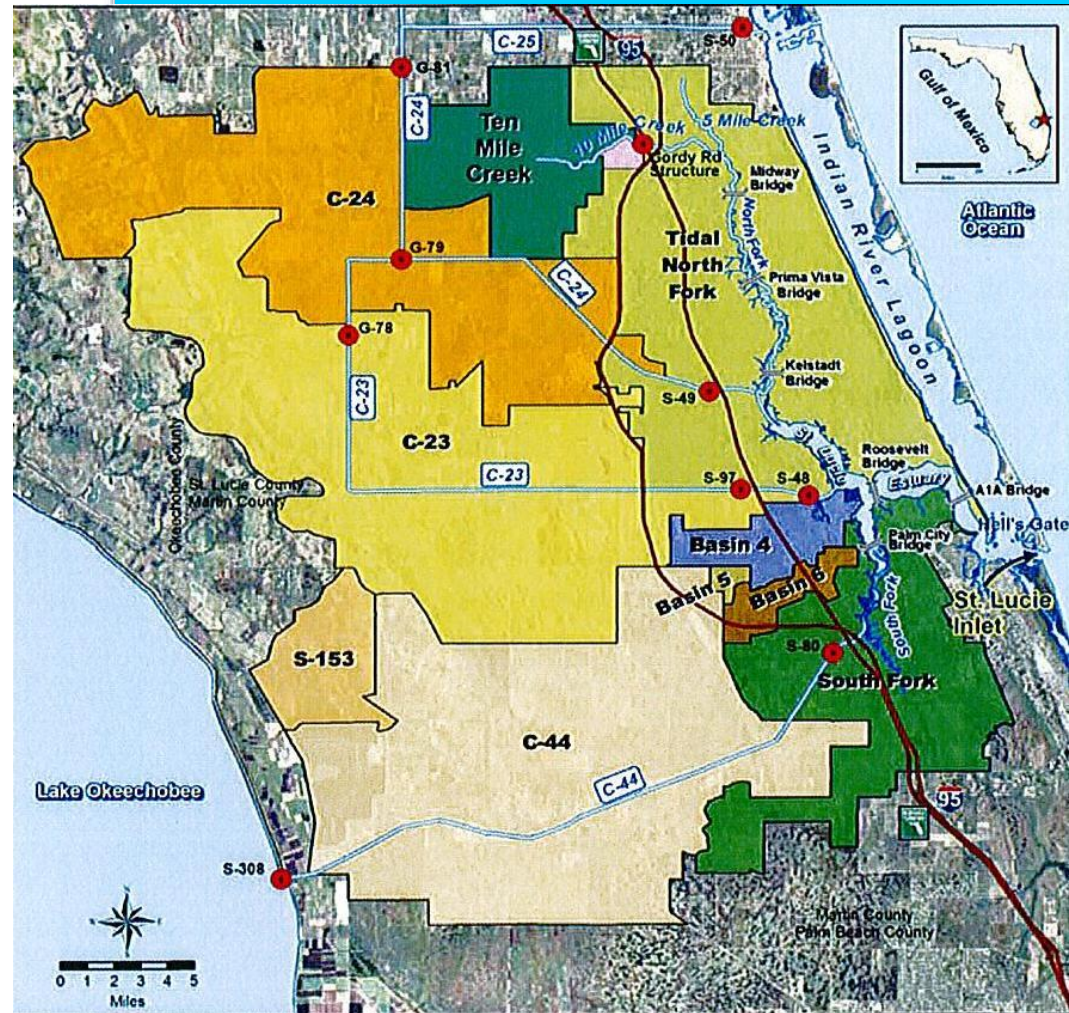 C-25
S-50
95
G-81
Gulf of Mexico
C-24
Ten
Mile
Creek
10 Mile Creek
5 Mile Creek
Gordy Rd
Structure
Midway
Bridge
Indian River Lagoon
Atlantic
Ocean
C-24
North Fork
Tidal
North
Fork
G-79
C-24
Prima Vista
Bridge
G-78
C-23
Kelstadt
Bridge
S-49
C-23
St. Lucie
Estuary
Roosevelt
Bridge
Okeechobee County
St. Lucie County
Martin County
C-23
S-97
S-48
A1A Bridge
Hell's Gate
Basin 4
Palm City
Bridge
Basin 5
Basin 6
South Fork
St. Lucie
Inlet
S-153
S-80
South Fork
C-44
Lake Okeechobee
C-44
95
S-308
N
E
S
W
Martin County
Palm Beach County
0 1 2 3 4 5
Miles